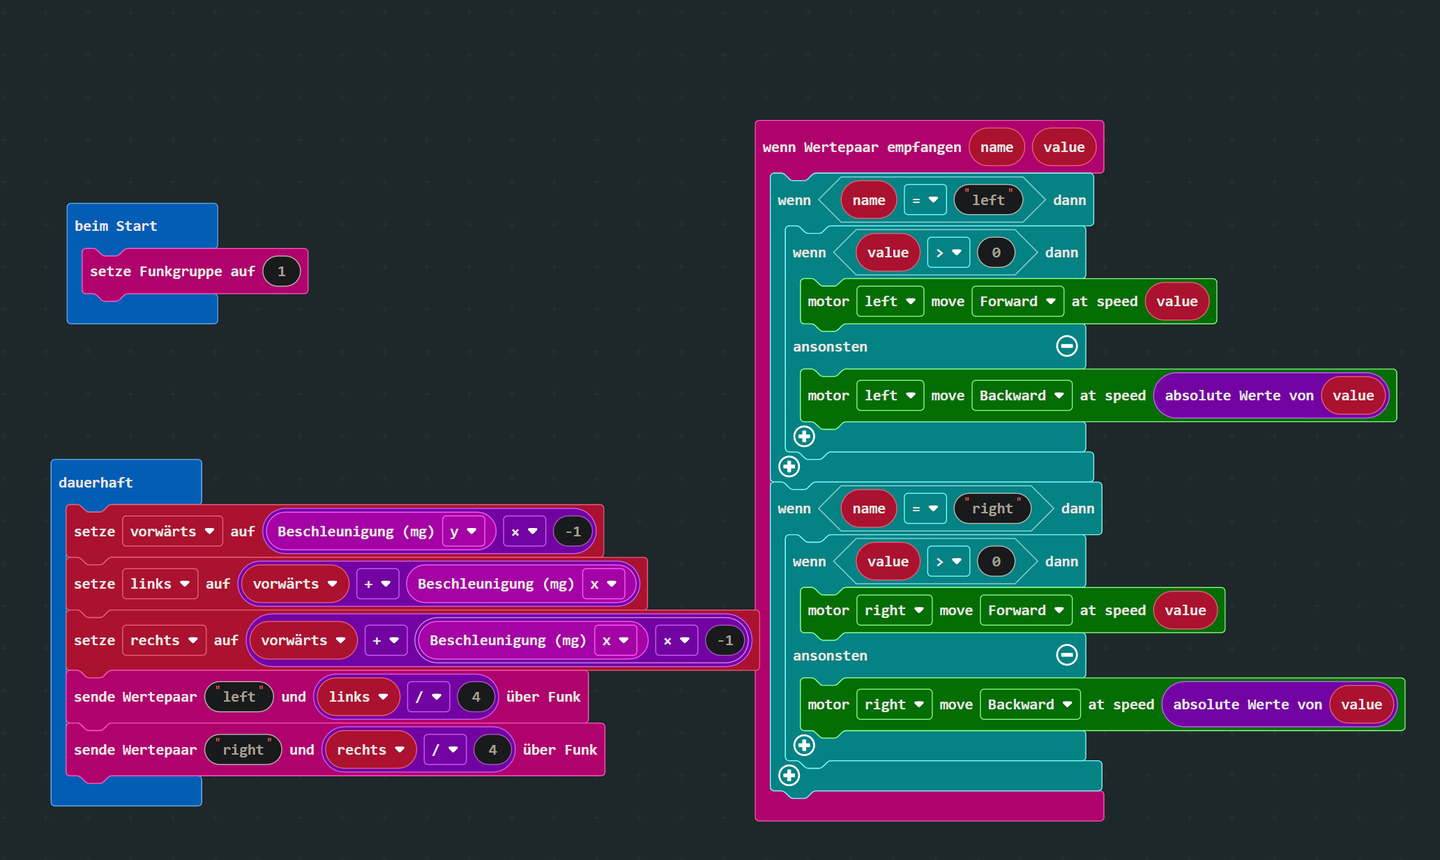 beim Start
setze Funkgruppe auf 1
dauerhaft
setze vorwärts auf Beschleunigung (mg) y × -1
setze links auf vorwärts + Beschleunigung (mg) x
setze rechts auf vorwärts + Beschleunigung (mg) x × -1
sende Wertepaar "left" und links / 4 über Funk
sende Wertepaar "right" und rechts / 4 über Funk
wenn Wertepaar empfangen name value
wenn name = "left" dann
wenn value > 0 dann
motor left move Forward at speed value
ansonsten
motor left move Backward at speed absolute Werte von value
wenn name = "right" dann
wenn value > 0 dann
motor right move Forward at speed value
ansonsten
motor right move Backward at speed absolute Werte von value